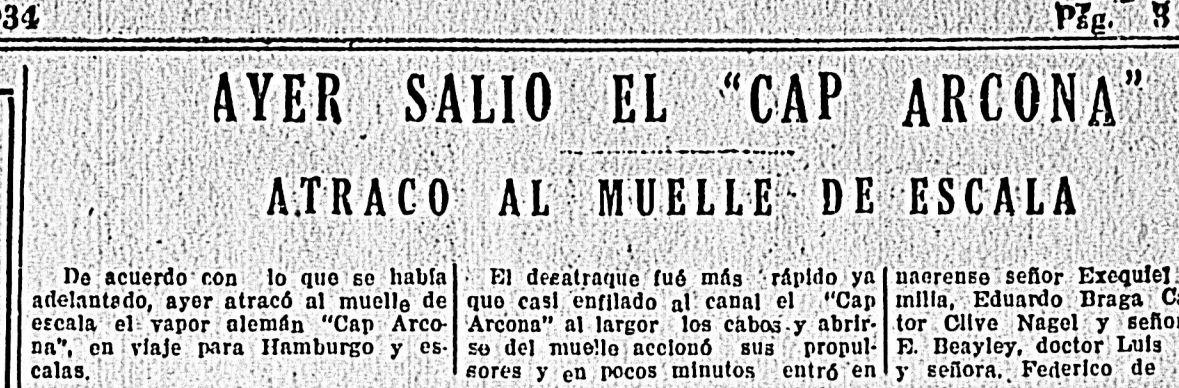 934
Pág. 3
AYER SALIO EL "CAP ARCONA"
ATRACO AL MUELLE DE ESCALA
De acuerdo con lo que se había
adelantado, ayer atracó al muelle de
escala el vapor alemán "Cap Arco-
na", en viaje para Hamburgo y es-
calas.
El desatraque fué más rápido ya
que casi enfilado al canal el "Cap
Arcona" al largor los cabos y abrir-
se del muelle accionó sus propul-
sores y en pocos minutos entró en
naerense señor Exequiel
milia, Eduardo Braga
tor Clive Nagel y seño
E. Beayley, doctor Luis
y señora, Federico de